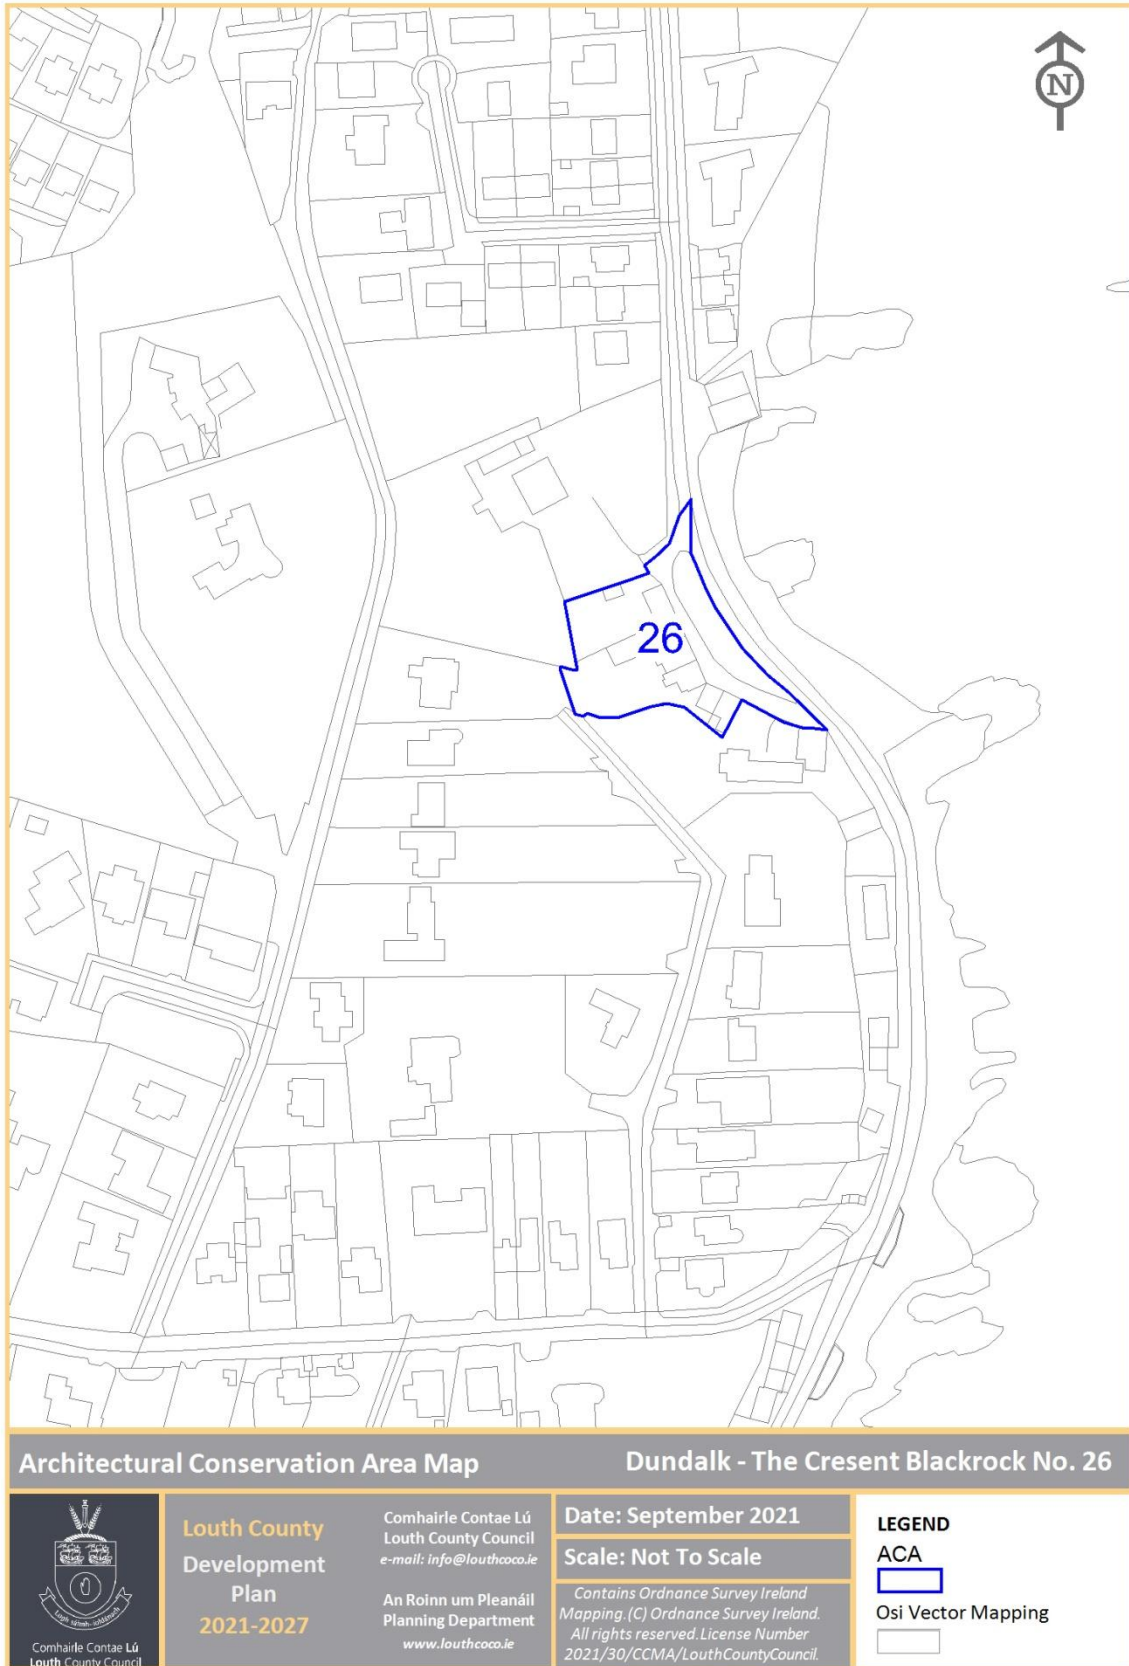 N
26
Architectural Conservation Area Map
Dundalk - The Cresent Blackrock No. 26
Comhairle Contae Lú
Louth County Council
Louth County
Development
Plan
2021-2027
Comhairle Contae Lú
Louth County Council
e-mail: info@louthcoco.ie
An Roinn um Pleanáil
Planning Department
www.louthcoco.ie
Date: September 2021
Scale: Not To Scale
Contains Ordnance Survey Ireland
Mapping.(C) Ordnance Survey Ireland.
All rights reserved.License Number
2021/30/CCMA/LouthCountyCouncil.
LEGEND
ACA
Osi Vector Mapping